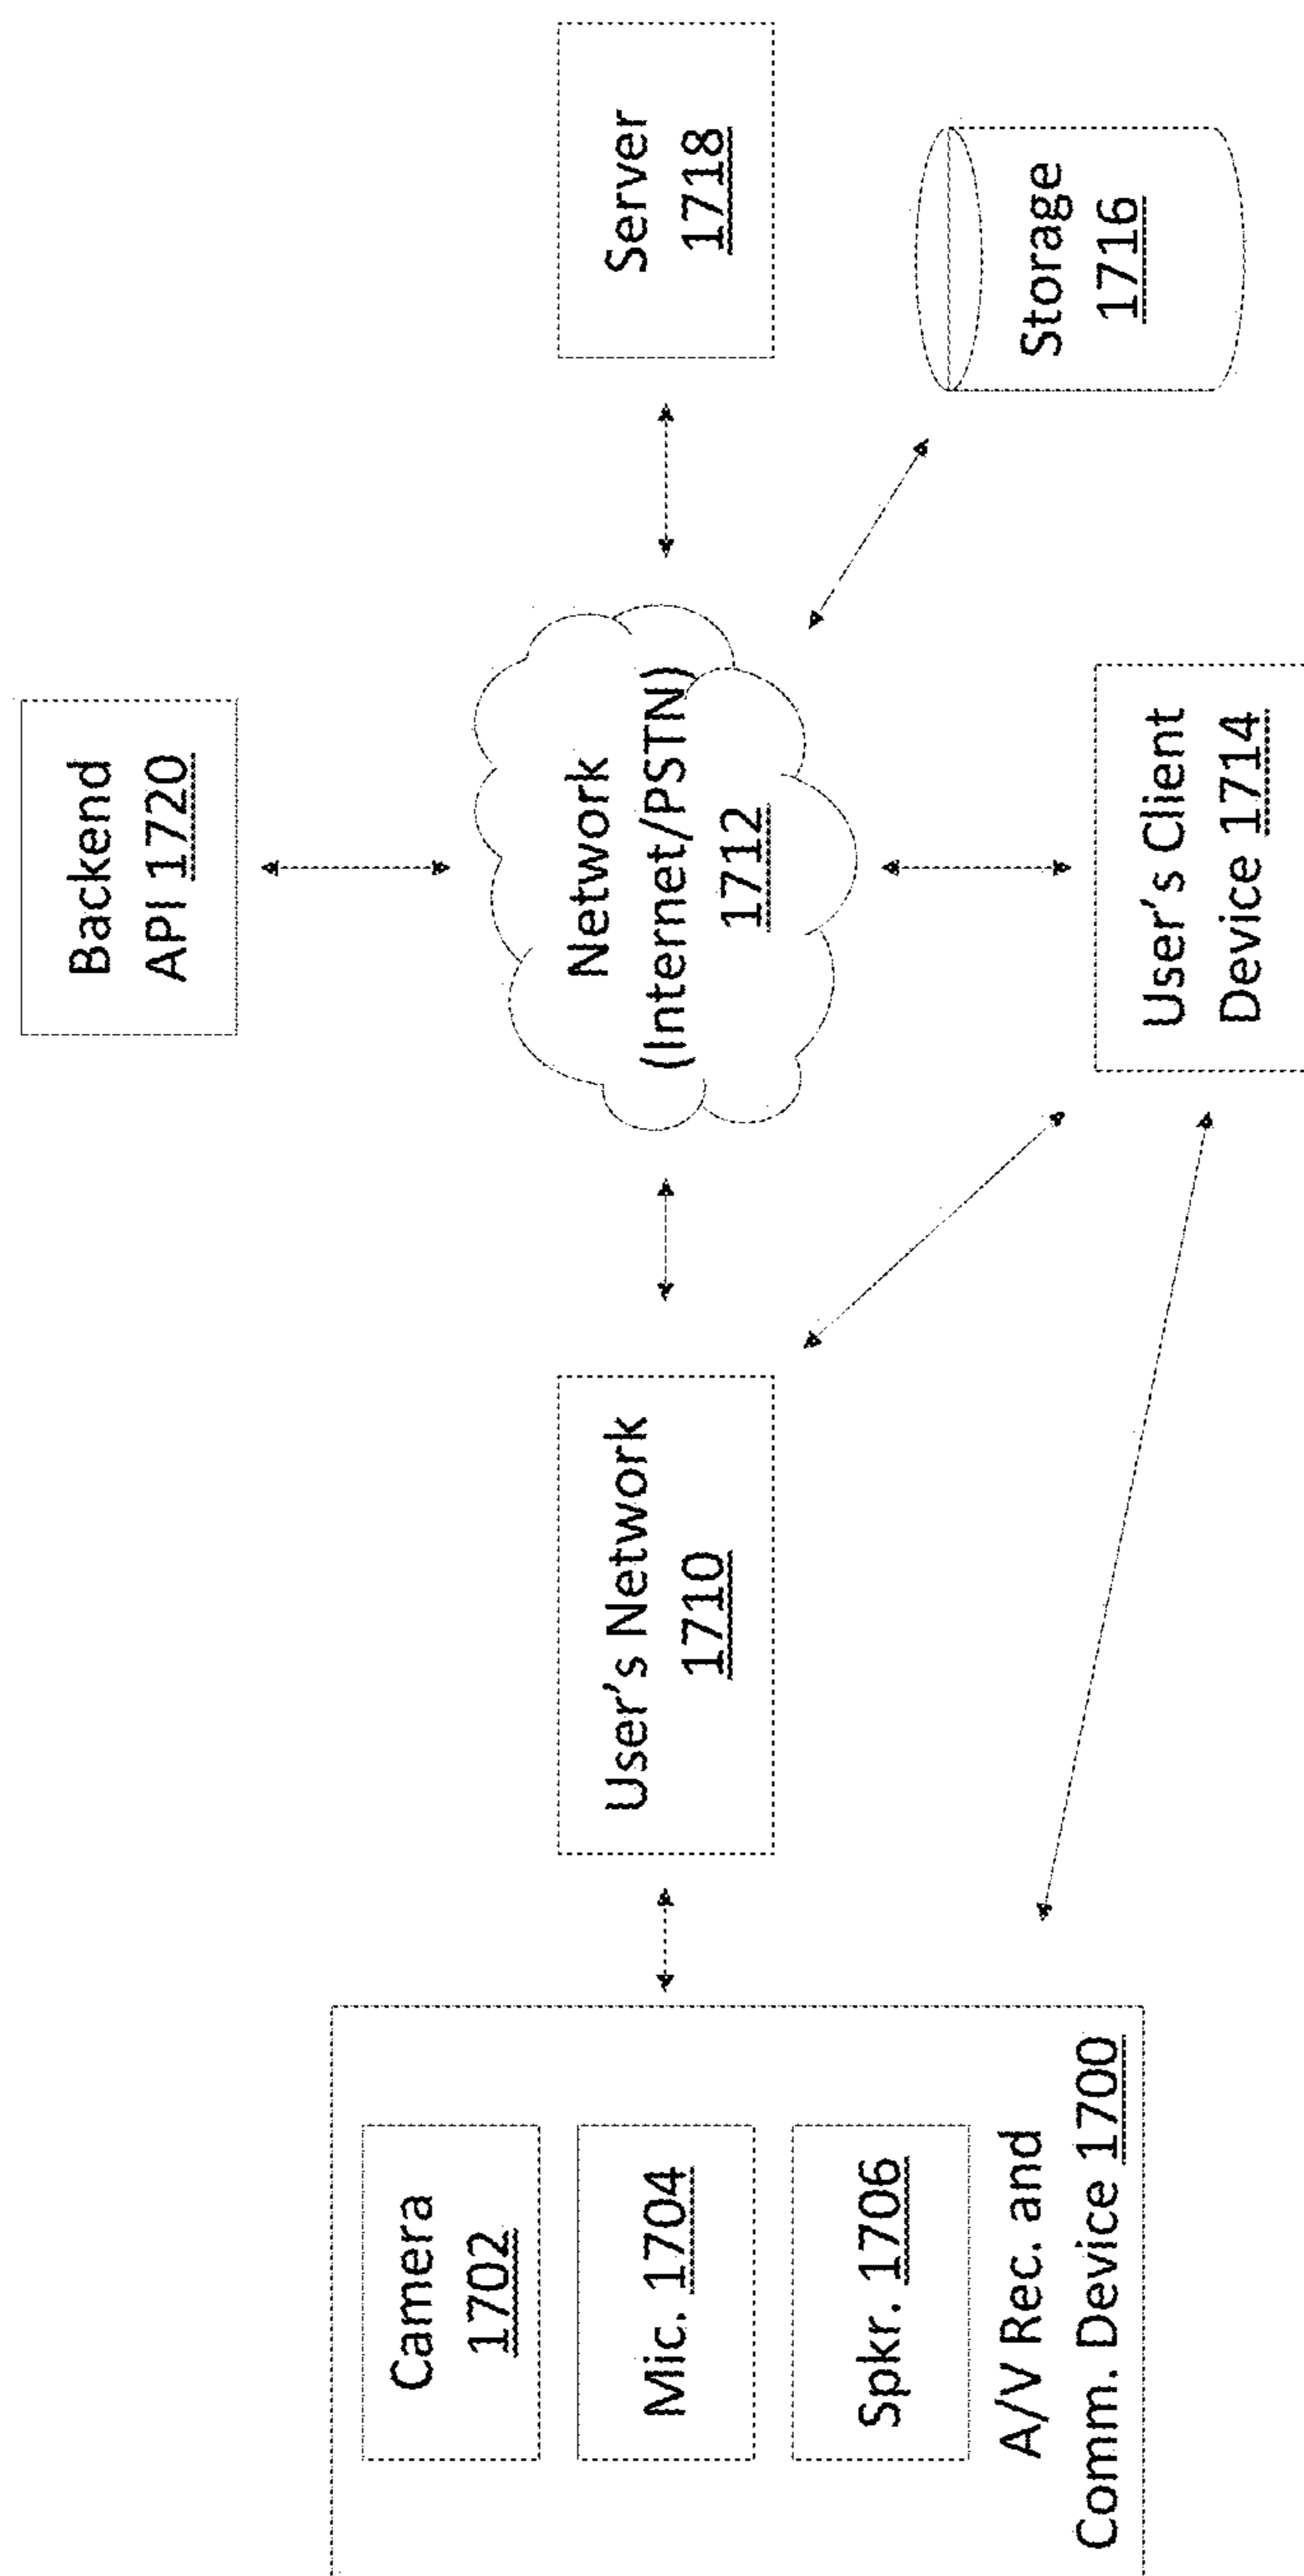 Backend
API 1720
Server
1718
Network
(Internet/PSTN)
1712
User's Network
1710
Storage
1716
User's Client
Device 1714
Camera
1702
Mic. 1704
Spkr. 1706
A/V Rec. and
Comm. Device 1700